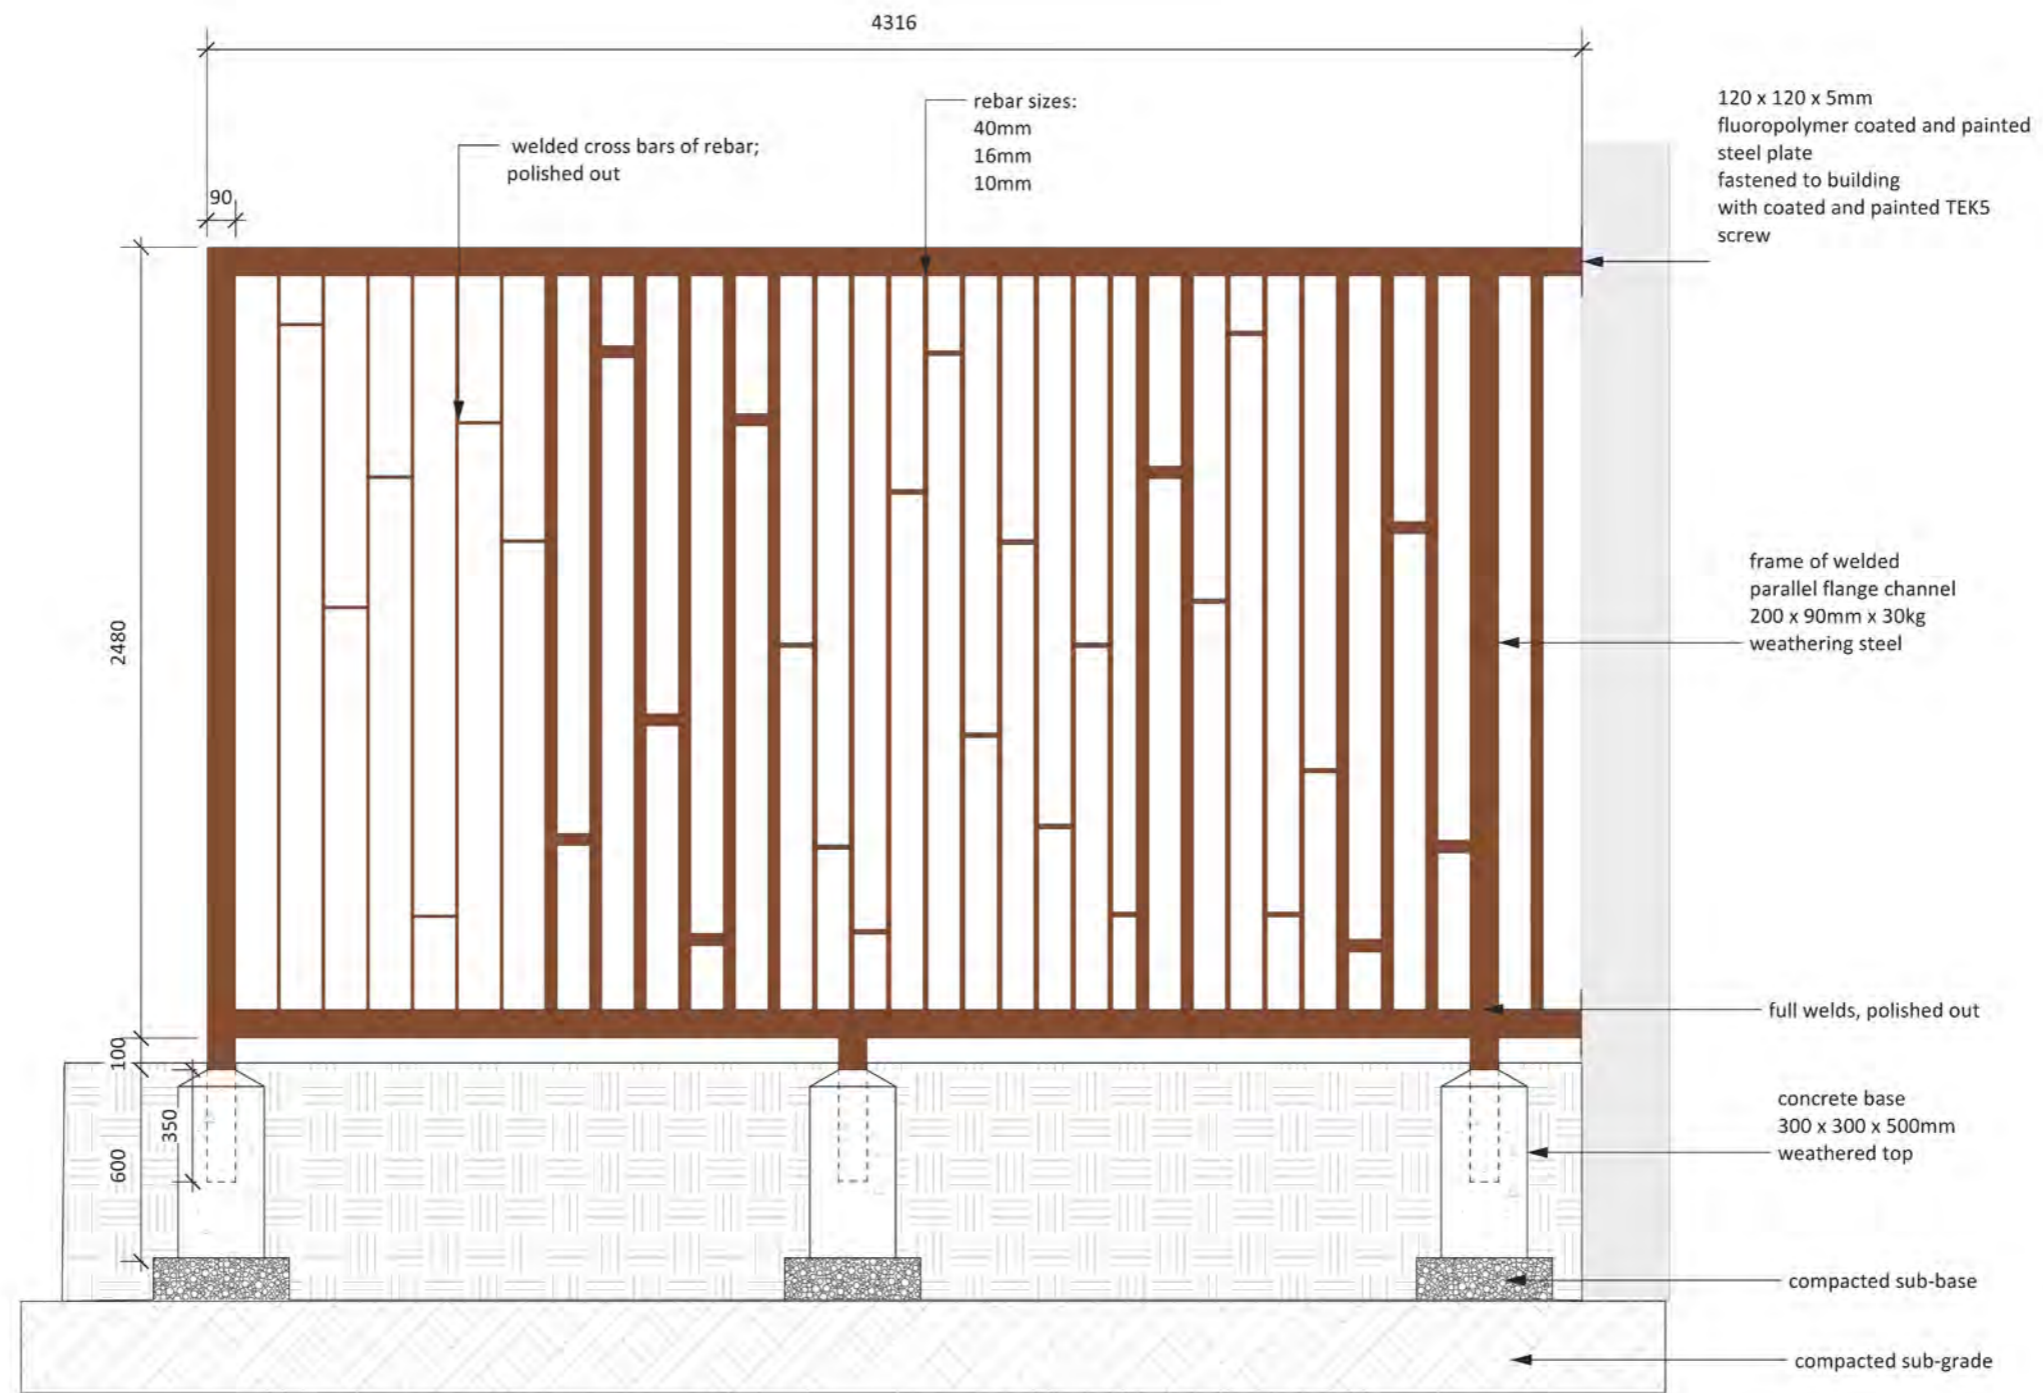 4316
rebar sizes:
40mm
16mm
10mm
welded cross bars of rebar;
polished out
90
120 x 120 x 5mm
fluoropolymer coated and painted
steel plate
fastened to building
with coated and painted TEK5
screw
2480
frame of welded
parallel flange channel
200 x 90mm x 30kg
weathering steel
full welds, polished out
100
350
600
concrete base
300 x 300 x 500mm
weathered top
compacted sub-base
compacted sub-grade